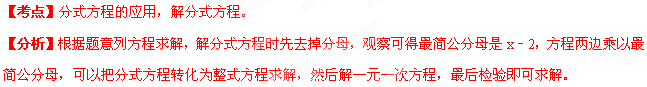 【考点】分式方程的应用，解分式方程。
【分析】根据题意列方程求解，解分式方程时先去掉分母，观察可得最简公分母是 x﹣2，方程两边乘以最
简公分母，可以把分式方程转化为整式方程求解，然后解一元一次方程，最后检验即可求解。